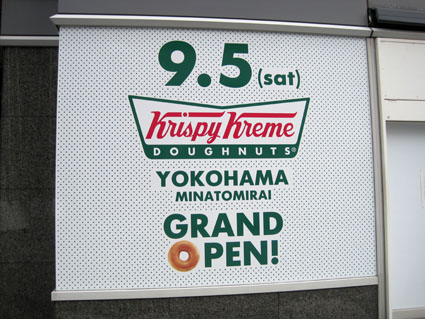 9.5 (sat)
Krispy Kreme
DOUGHNUTS®
YOKOHAMA
MINATOMIRAI
GRAND
OPEN!